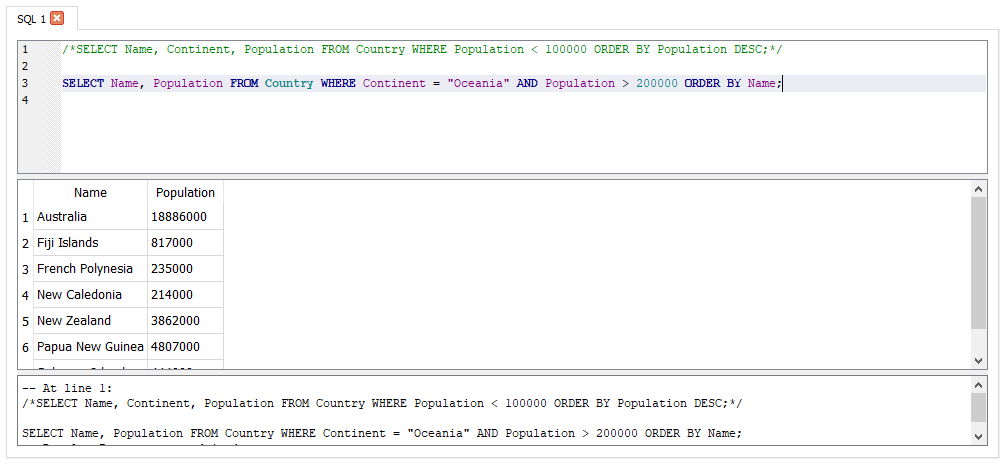 SQL 1
1 /*SELECT Name, Continent, Population FROM Country WHERE Population < 100000 ORDER BY Population DESC;*/
2
3 SELECT Name, Population FROM Country WHERE Continent = "Oceania" AND Population > 200000 ORDER BY Name;
4
Name Population
1 Australia 18886000
2 Fiji Islands 817000
3 French Polynesia 235000
4 New Caledonia 214000
5 New Zealand 3862000
6 Papua New Guinea 4807000
-- At line 1:
/*SELECT Name, Continent, Population FROM Country WHERE Population < 100000 ORDER BY Population DESC;*/
SELECT Name, Population FROM Country WHERE Continent = "Oceania" AND Population > 200000 ORDER BY Name;